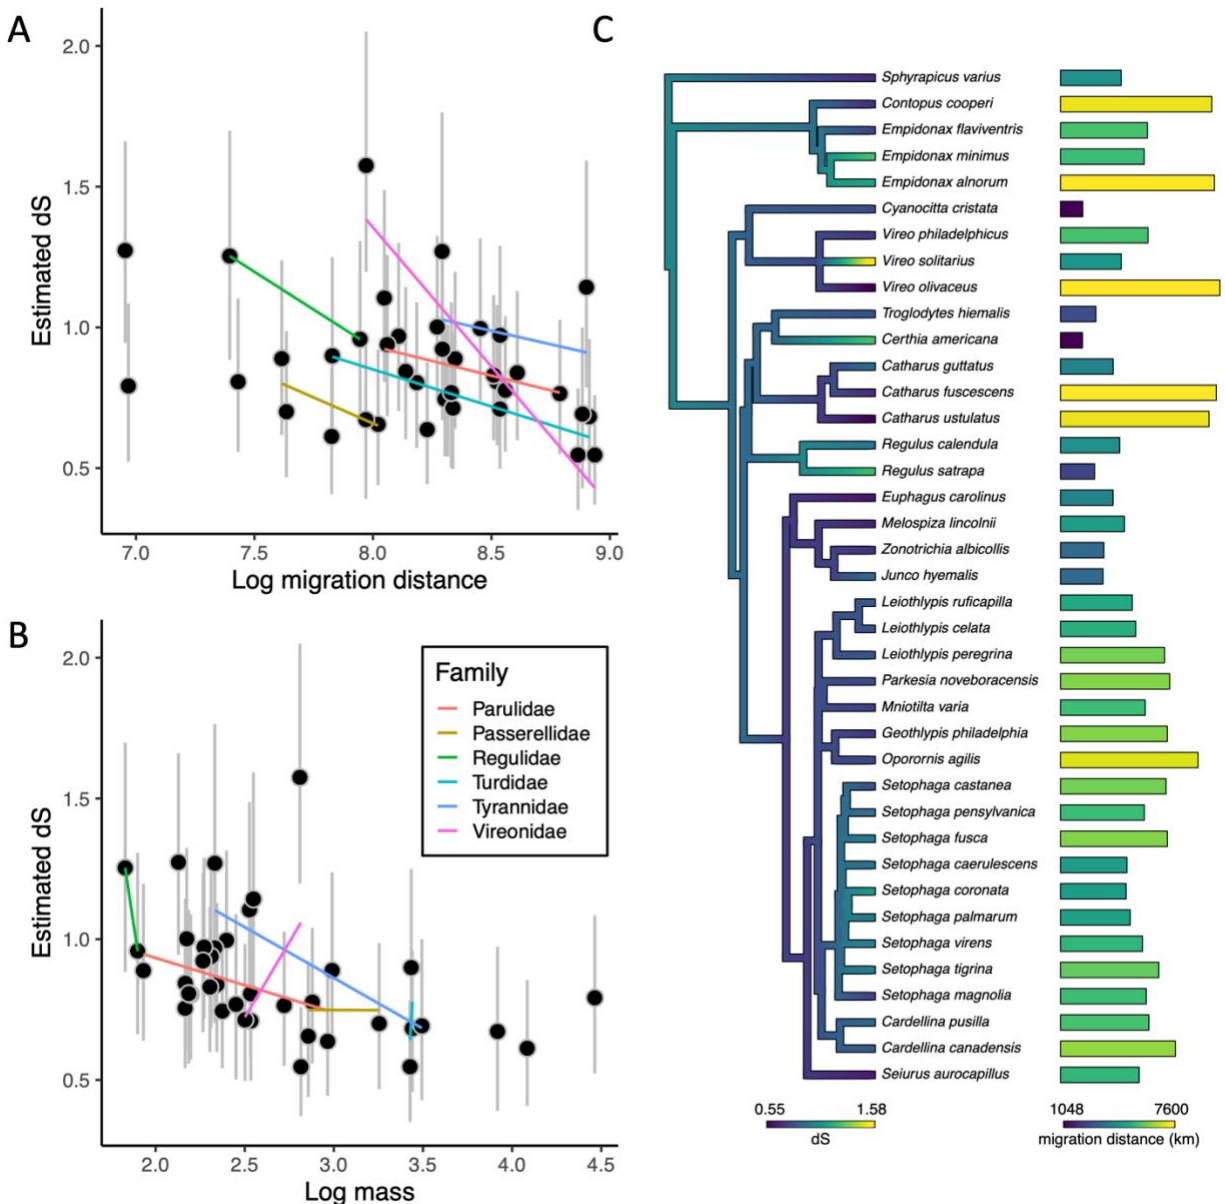 A
2.0
1.5
1.0
0.5
Estimated dS
7.0 7.5 8.0 8.5 9.0
Log migration distance
B
2.0
1.5
1.0
0.5
Estimated dS
Family
Parulidae
Passerellidae
Regulidae
Turdidae
Tyrannidae
Vireonidae
2.0 2.5 3.0 3.5 4.0 4.5
Log mass
C
Sphyrapicus varius
Contopus cooperi
Empidonax flaviventris
Empidonax minimus
Empidonax alnorum
Cyanocitta cristata
Vireo philadelphicus
Vireo solitarius
Vireo olivaceus
Troglodytes hiemalis
Certhia americana
Catharus guttatus
Catharus fuscescens
Catharus ustulatus
Regulus calendula
Regulus satrapa
Euphagus carolinus
Melospiza lincolnii
Zonotrichia albicollis
Junco hyemalis
Leiothlypis ruficapilla
Leiothlypis celata
Leiothlypis peregrina
Parkesia noveboracensis
Mniotilta varia
Geothlypis philadelphia
Oporornis agilis
Setophaga castanea
Setophaga pensylvanica
Setophaga fusca
Setophaga caerulescens
Setophaga coronata
Setophaga palmarum
Setophaga virens
Setophaga tigrina
Setophaga magnolia
Cardellina pusilla
Cardellina canadensis
Seiurus aurocapillus
0.55 1.58
dS
1048 7600
migration distance (km)